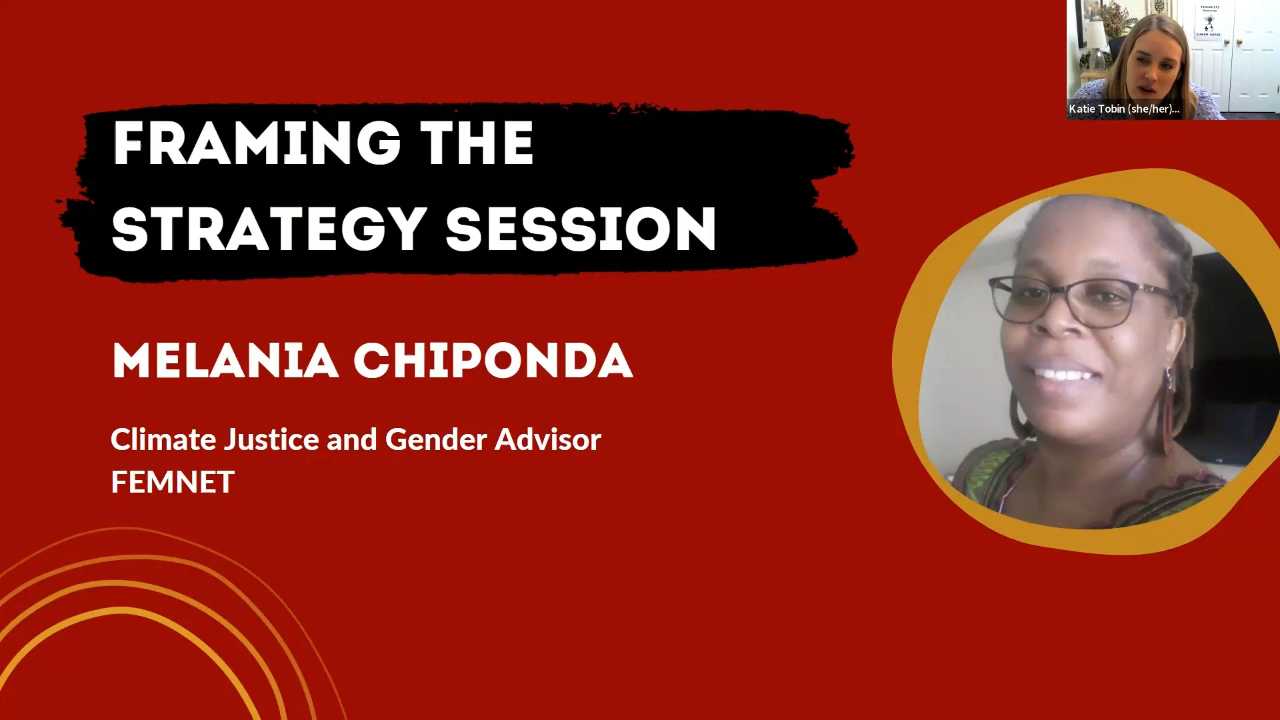 FRAMING THE
STRATEGY SESSION
MELANIA CHIPONDA
Climate Justice and Gender Advisor
FEMNET
Katie Tobin (she/her)...